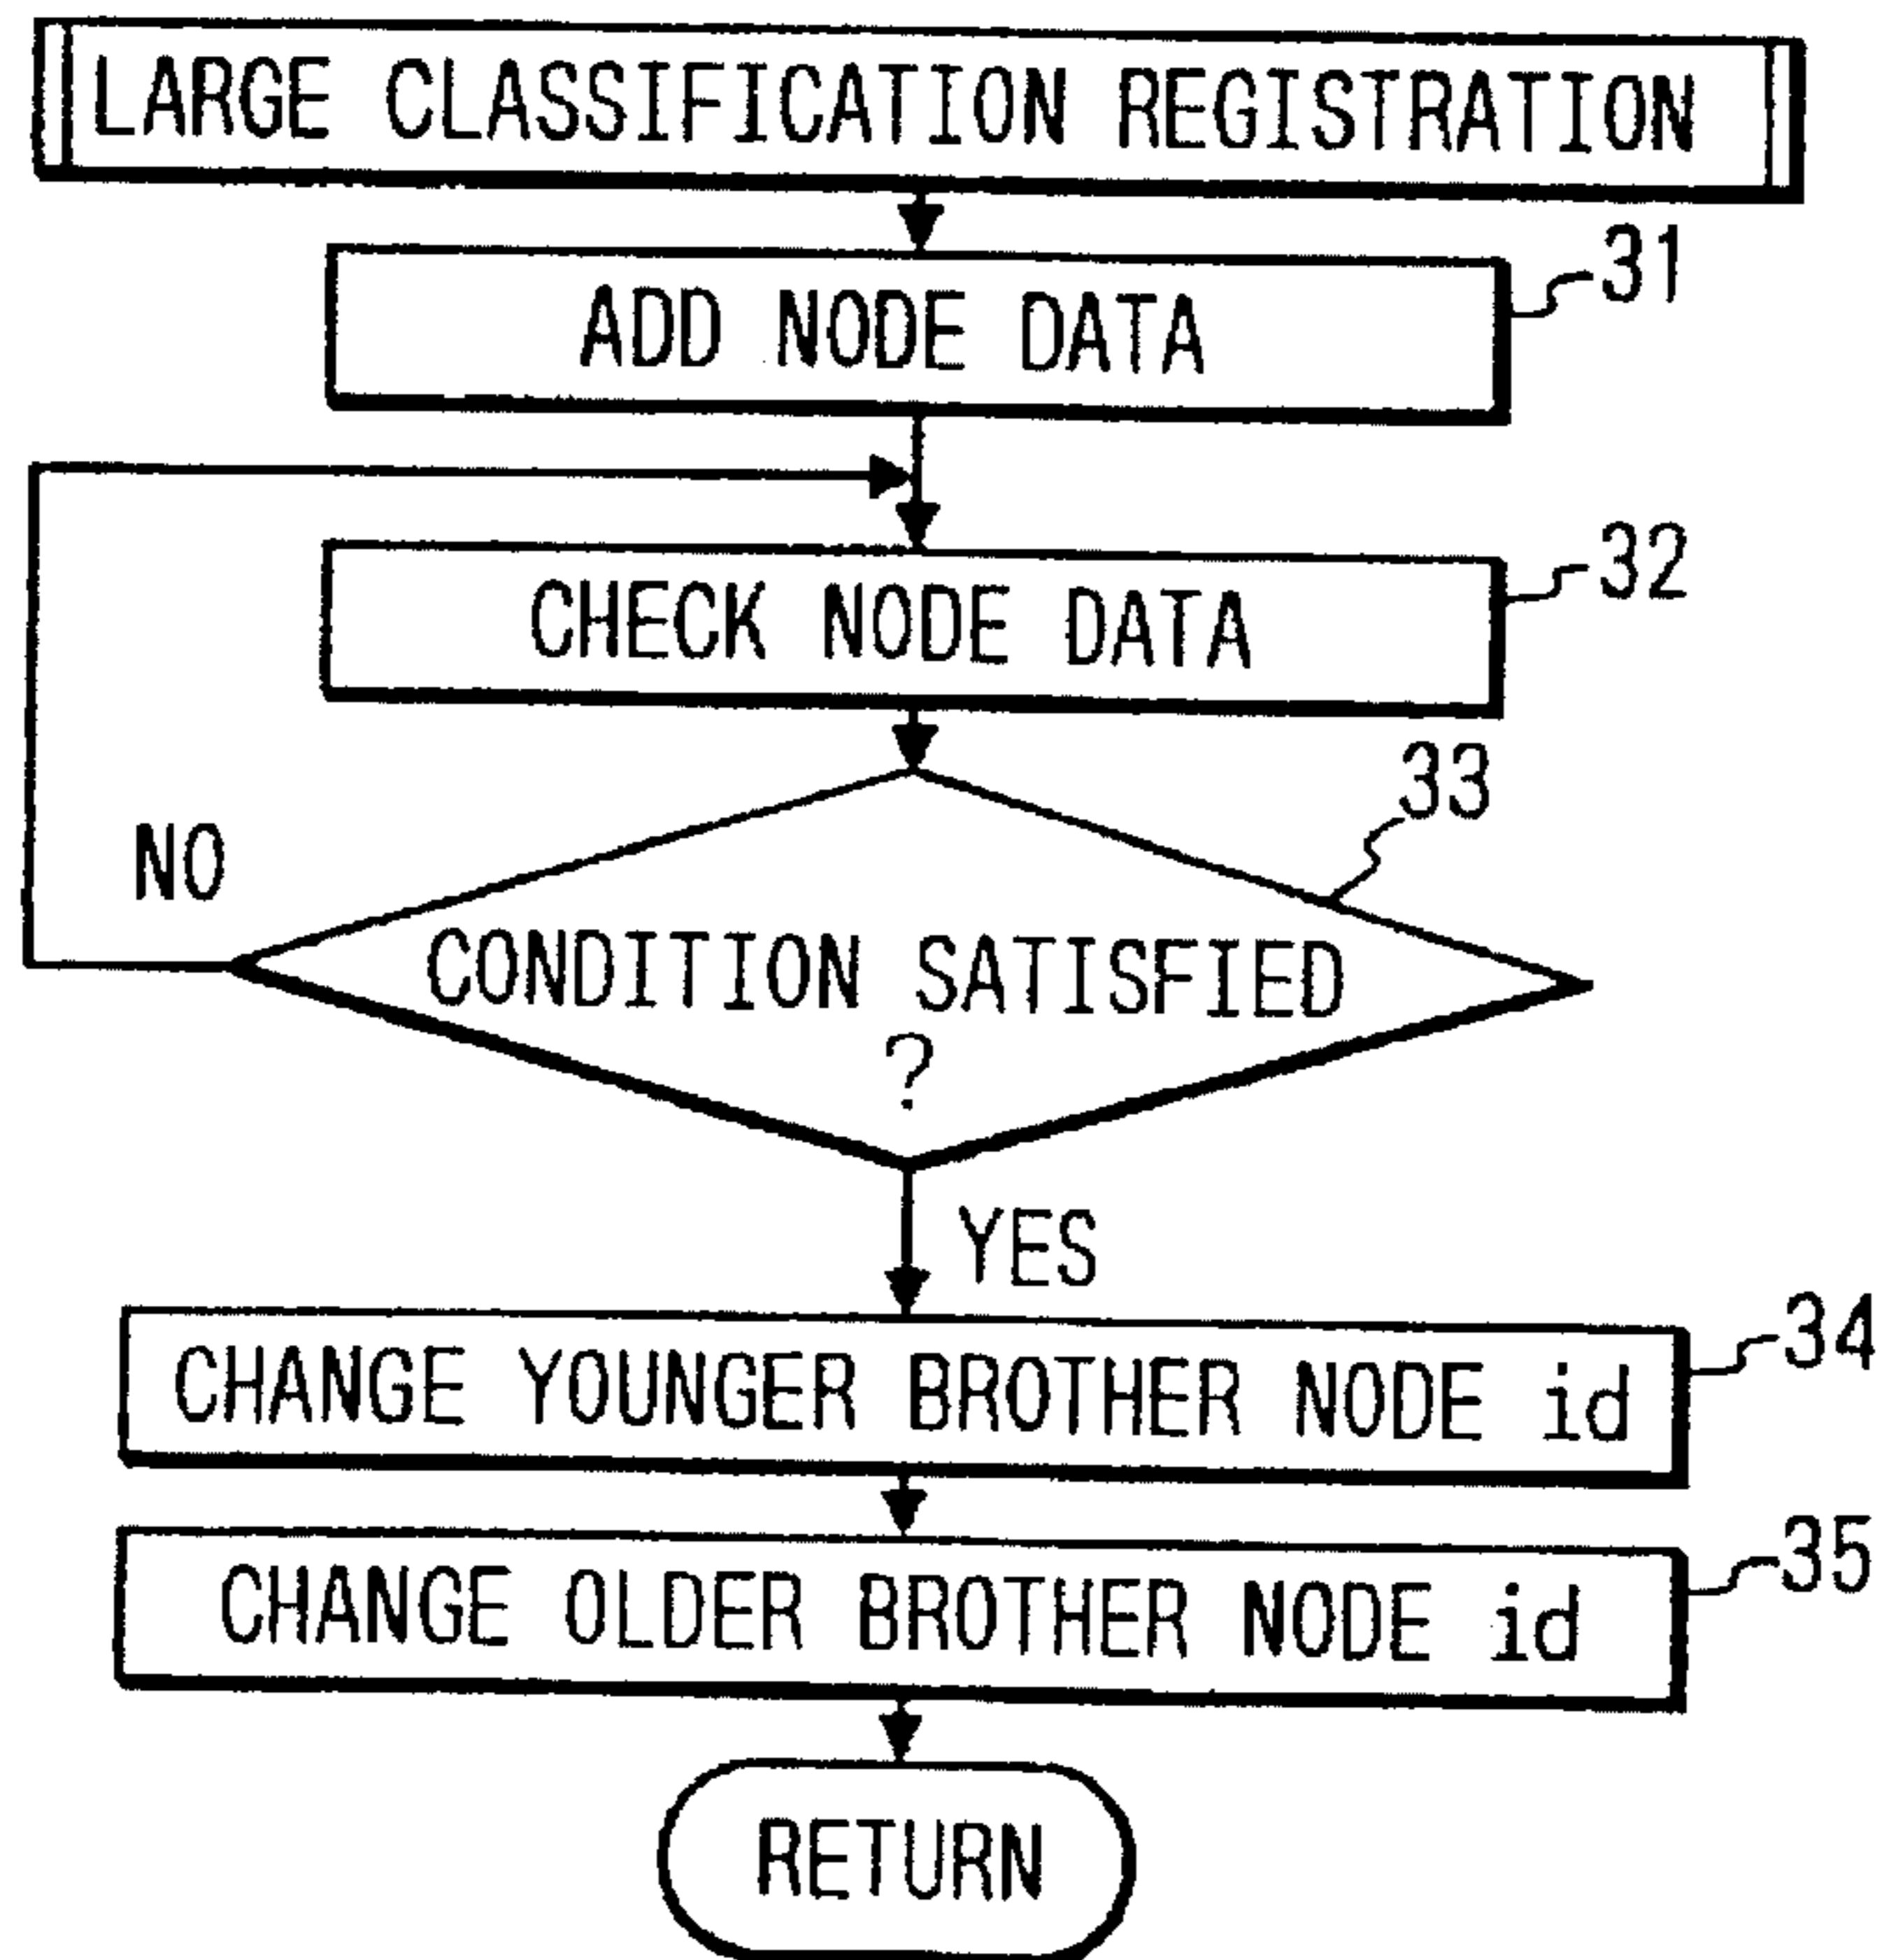 LARGE CLASSIFICATION REGISTRATION
31
ADD NODE DATA
32
CHECK NODE DATA
33
NO
CONDITION SATISFIED
?
YES
34
CHANGE YOUNGER BROTHER NODE id
35
CHANGE OLDER BROTHER NODE id
RETURN